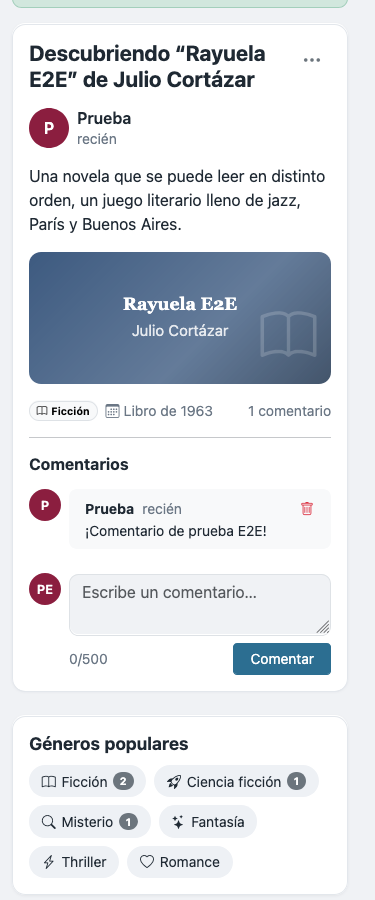 Descubriendo “Rayuela
E2E” de Julio Cortázar
P
Prueba
recién
Una novela que se puede leer en distinto
orden, un juego literario lleno de jazz,
París y Buenos Aires.
Rayuela E2E
Julio Cortázar
Ficción
Libro de 1963
1 comentario
Comentarios
P
Prueba recién
¡Comentario de prueba E2E!
PE
Escribe un comentario...
0/500
Comentar
Géneros populares
Ficción 2
Ciencia ficción 1
Misterio 1
Fantasía
Thriller
Romance